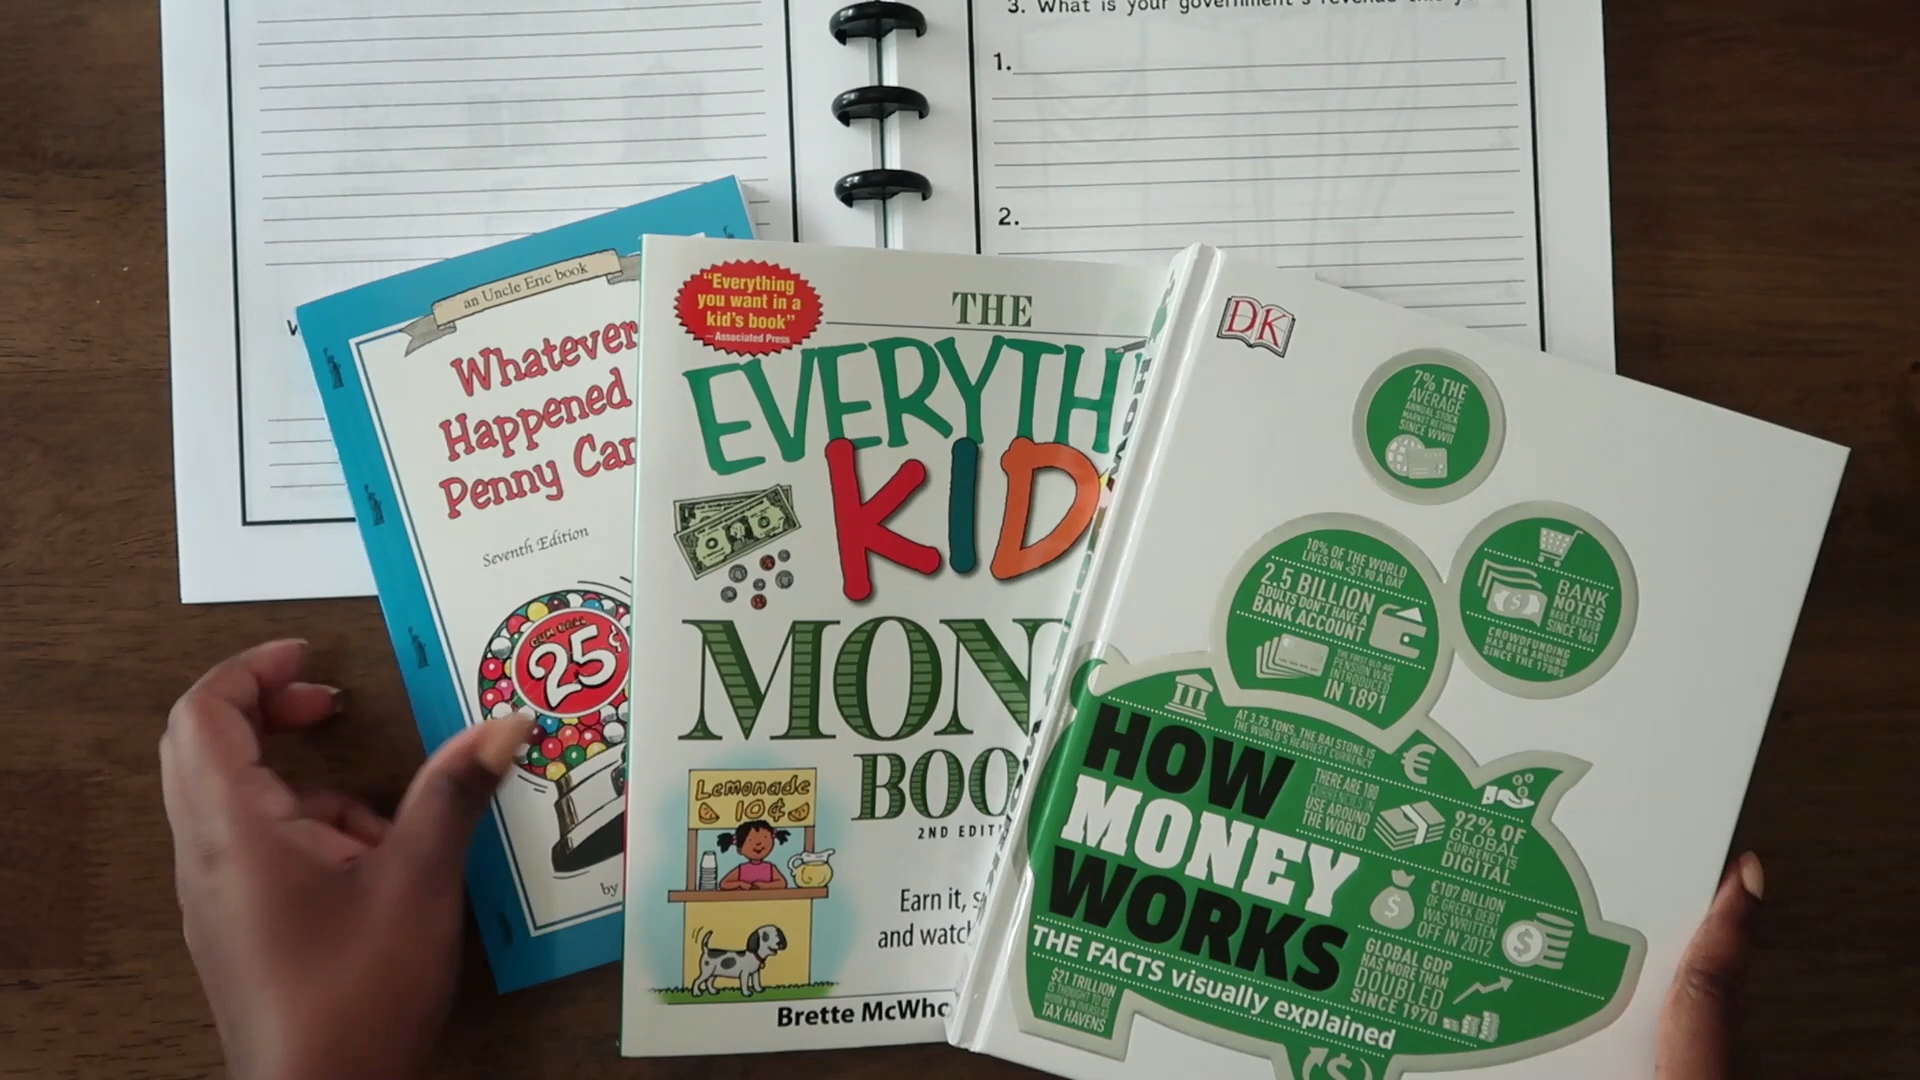 3. What is your government's revenue this y
1.
2.
an Uncle Eric book
Whatever
Happened
Penny Can
Seventh Edition
GUM BALL
25¢
by
"Everything
you want in a
kid's book"
— Associated Press
THE
EVERYTH
KID
MON
BOO
2ND EDIT
Lemonade
10¢
Earn it, s
and watch
Brette McWho
DK
7% THE
AVERAGE
ANNUAL STOCK
MARKET RETURN
SINCE WWII
10% OF THE WORLD
LIVES ON <$1.90 A DAY
2.5 BILLION
ADULTS DON'T HAVE A
BANK ACCOUNT
THE FIRST OLD AGE
PENSION WAS
INTRODUCED
IN 1891
BANK
NOTES
HAVE EXISTED
SINCE 1661
CROWDFUNDING
HAS BEEN AROUND
SINCE THE 1700s
AT 3.75 TONS, THE RAI STONE IS
THE WORLD'S HEAVIEST CURRENCY
€
HOW
MONEY
WORKS
THE FACTS visually explained
THERE ARE 180
CURRENCIES IN
USE AROUND
THE WORLD
92% OF
GLOBAL
CURRENCY IS
DIGITAL
€107 BILLION
OF GREEK DEBT
WAS WRITTEN
OFF IN 2012
GLOBAL GDP
HAS MORE THAN
DOUBLED
SINCE 1970
$21 TRILLION
IS THOUGHT TO BE
HIDDEN IN OVERSEAS
TAX HAVENS